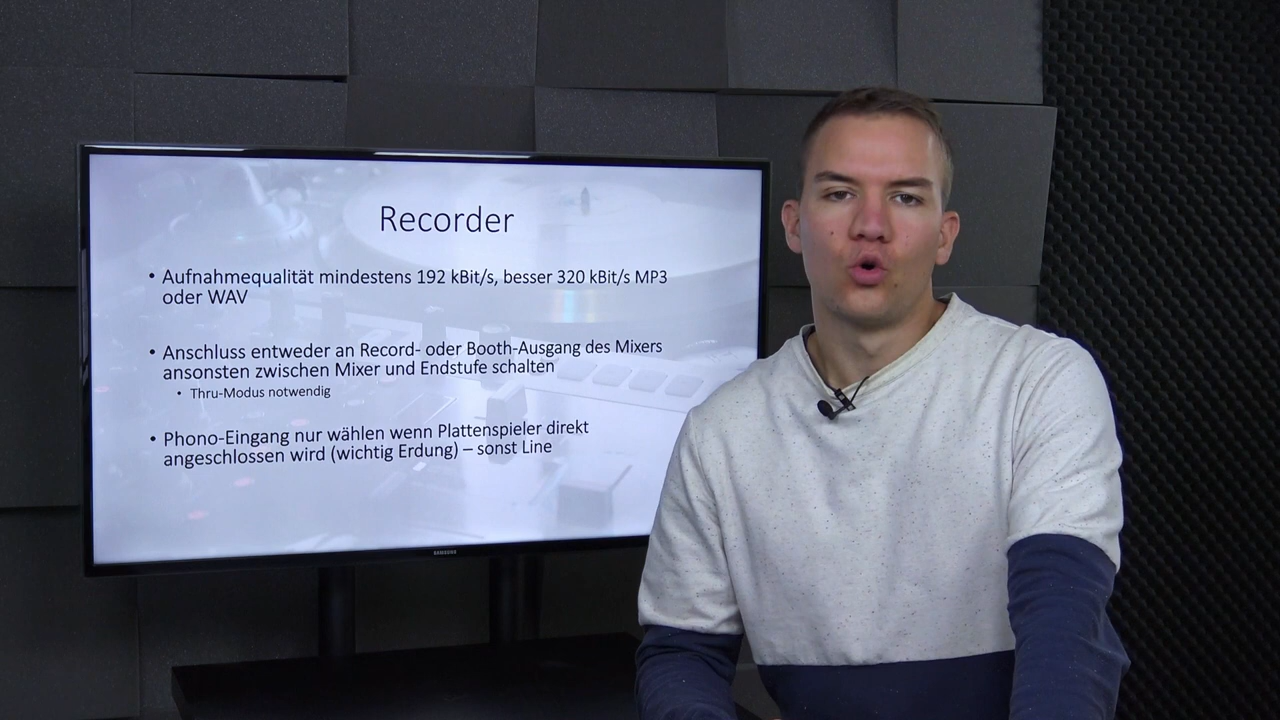 Recorder
• Aufnahmequalität mindestens 192 kBit/s, besser 320 kBit/s MP3
oder WAV
• Anschluss entweder an Record- oder Booth-Ausgang des Mixers
ansonsten zwischen Mixer und Endstufe schalten
• Thru-Modus notwendig
• Phono-Eingang nur wählen wenn Plattenspieler direkt
angeschlossen wird (wichtig Erdung) – sonst Line
SAMSUNG